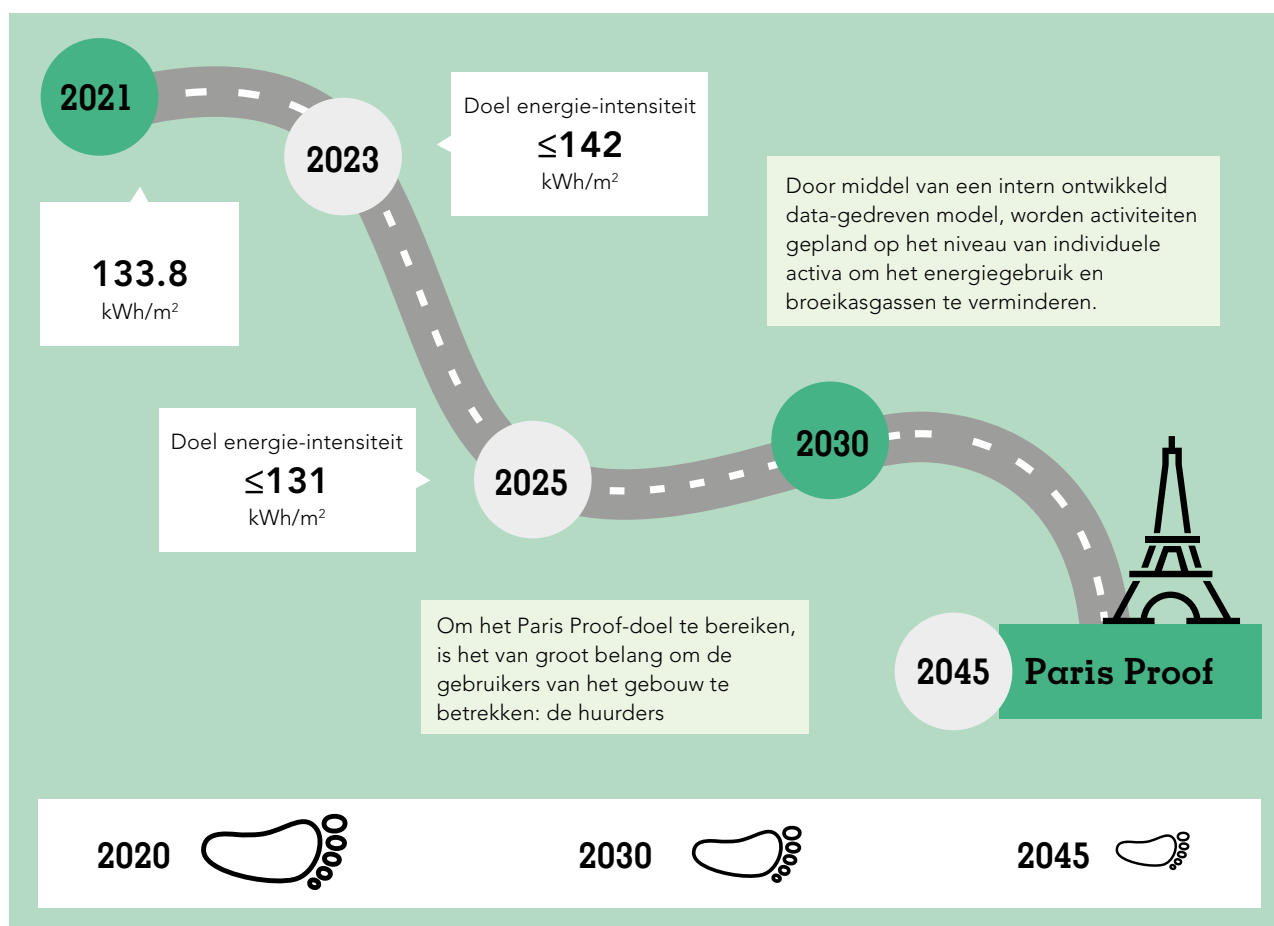 2021
133.8
kWh/m²
2023
Doel energie-intensiteit
≤142
kWh/m²
Door middel van een intern ontwikkeld
data-gedreven model, worden activiteiten
gepland op het niveau van individuele
activa om het energiegebruik en
broeikasgassen te verminderen.
Doel energie-intensiteit
≤131
kWh/m²
2025
2030
Om het Paris Proof-doel te bereiken,
is het van groot belang om de
gebruikers van het gebouw te
betrekken: de huurders
2045 Paris Proof
2020 2030 2045